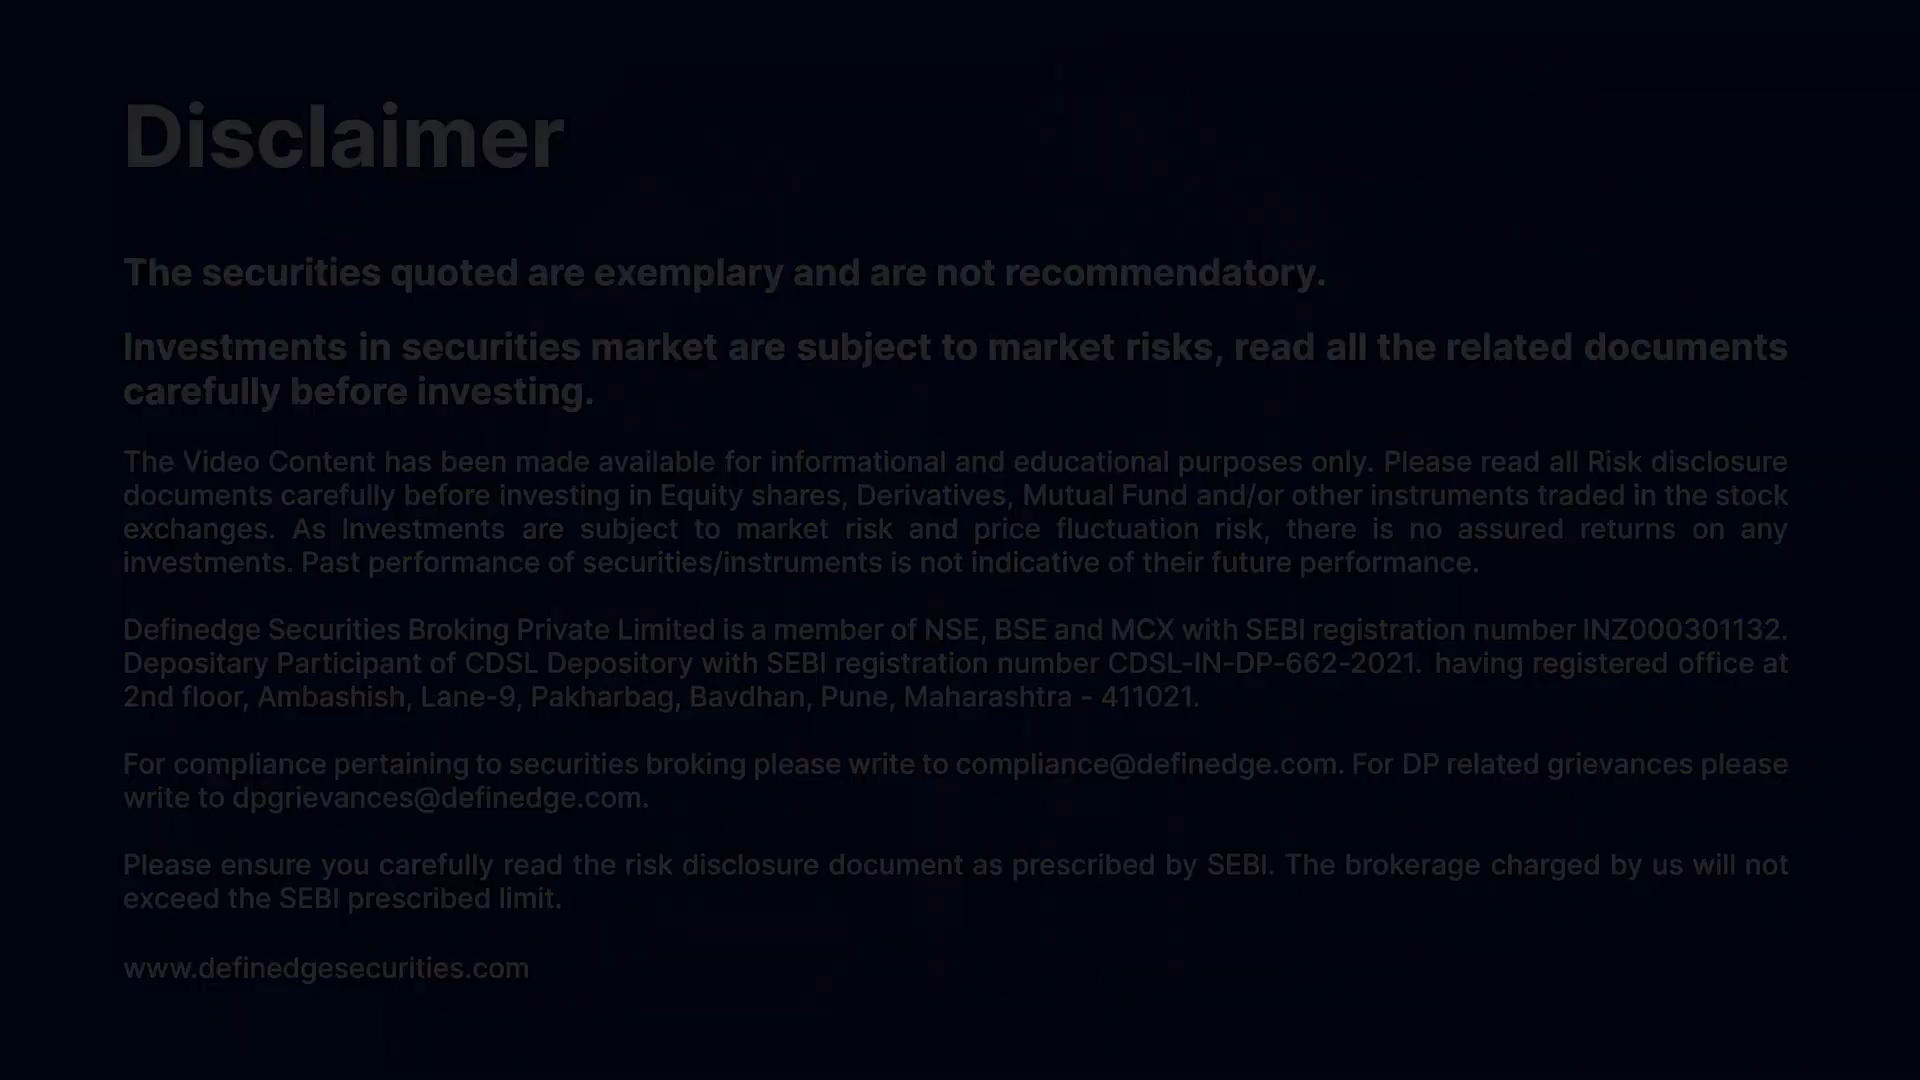 Disclaimer
The securities quoted are exemplary and are not recommendatory.
Investments in securities market are subject to market risks, read all the related documents
carefully before investing.
The Video Content has been made available for informational and educational purposes only. Please read all Risk disclosure
documents carefully before investing in Equity shares, Derivatives, Mutual Fund and/or other instruments traded in the stock
exchanges. As Investments are subject to market risk and price fluctuation risk, there is no assured returns on any
investments. Past performance of securities/instruments is not indicative of their future performance.
Definedge Securities Broking Private Limited is a member of NSE, BSE and MCX with SEBI registration number INZ000301132.
Depositary Participant of CDSL Depository with SEBI registration number CDSL-IN-DP-662-2021. having registered office at
2nd floor, Ambashish, Lane-9, Pakharbag, Bavdhan, Pune, Maharashtra - 411021.
For compliance pertaining to securities broking please write to compliance@definedge.com. For DP related grievances please
write to dpgrievances@definedge.com.
Please ensure you carefully read the risk disclosure document as prescribed by SEBI. The brokerage charged by us will not
exceed the SEBI prescribed limit.
www.definedgesecurities.com